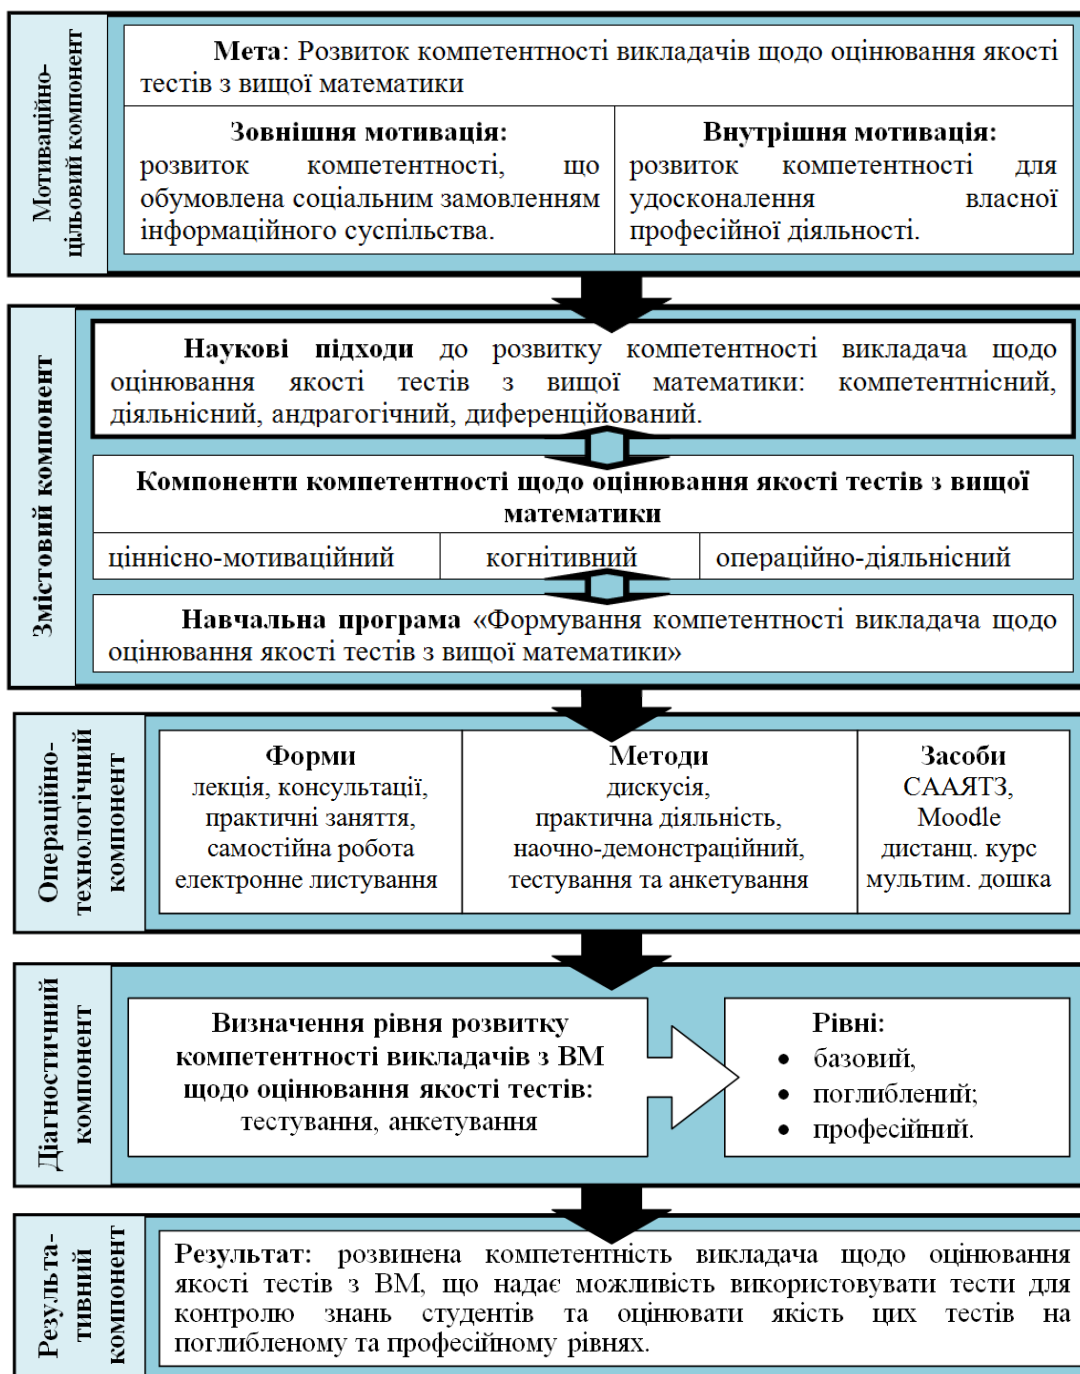 Мотиваційно-
цільовий компонент
Мета: Розвиток компетентності викладачів щодо оцінювання якості
тестів з вищої математики
Зовнішня мотивація:
розвиток компетентності, що
обумовлена соціальним замовленням
інформаційного суспільства.
Внутрішня мотивація:
розвиток компетентності для
удосконалення власної
професійної діяльності.
Змістовий компонент
Наукові підходи до розвитку компетентності викладача щодо
оцінювання якості тестів з вищої математики: компетентнісний,
діяльнісний, андрагогічний, диференційований.
Компоненти компетентності щодо оцінювання якості тестів з вищої
математики
ціннісно-мотиваційний
когнітивний
операційно-діяльнісний
Навчальна програма «Формування компетентності викладача щодо
оцінювання якості тестів з вищої математики»
Операційно-
технологічний
компонент
Форми
лекція, консультації,
практичні заняття,
самостійна робота
електронне листування
Методи
дискусія,
практична діяльність,
наочно-демонстраційний,
тестування та анкетування
Засоби
СААЯТЗ,
Moodle
дистанц. курс
мультим. дошка
Діагностичний
компонент
Визначення рівня розвитку
компетентності викладачів з ВМ
щодо оцінювання якості тестів:
тестування, анкетування
Рівні:
• базовий,
• поглиблений;
• професійний.
Результа-
тивний
компонент
Результат: розвинена компетентність викладача щодо оцінювання
якості тестів з ВМ, що надає можливість використовувати тести для
контролю знань студентів та оцінювати якість цих тестів на
поглибленому та професійному рівнях.